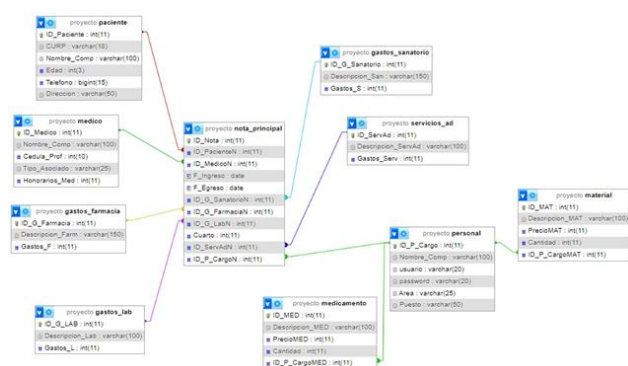 proyecto paciente
ID_Paciente : int(11)
CURP : varchar(18)
Nombre_Comp : varchar(100)
Edad : int(3)
Telefono : bigint(15)
Direccion : varchar(50)
proyecto medico
ID_Medico : int(11)
Nombre_Comp : varchar(100)
Cedula_Prof : int(10)
Tipo_Asociado : varchar(25)
Honorarios_Med : int(11)
proyecto gastos_farmacia
ID_G_Farmacia : int(11)
Descripcion_Farm : varchar(150)
Gastos_F : int(11)
proyecto gastos_lab
ID_G_LAB : int(11)
Descripcion_Lab : varchar(100)
Gastos_L : int(11)
proyecto nota_principal
ID_Nota : int(11)
ID_PacienteN : int(11)
ID_MedicoN : int(11)
F_Ingreso : date
F_Egreso : date
ID_G_SanatorioN : int(11)
ID_G_FarmaciaN : int(11)
ID_G_LabN : int(11)
Cuarto : int(11)
ID_ServAdN : int(11)
ID_P_CargoN : int(11)
proyecto gastos_sanatorio
ID_G_Sanatorio : int(11)
Descripcion_San : varchar(150)
Gastos_S : int(11)
proyecto servicios_ad
ID_ServAd : int(11)
Descripcion_ServAd : varchar(100)
Gastos_Serv : int(11)
proyecto medicamento
ID_MED : int(11)
Descripcion_MED : varchar(100)
PrecioMED : int(11)
Cantidad : int(11)
ID_P_CargoMED : int(11)
proyecto personal
ID_P_Cargo : int(11)
Nombre_Comp : varchar(100)
usuario : varchar(20)
password : varchar(20)
Area : varchar(25)
Puesto : varchar(50)
proyecto material
ID_MAT : int(11)
Descripcion_MAT : varchar(100)
PrecioMAT : int(11)
Cantidad : int(11)
ID_P_CargoMAT : int(11)